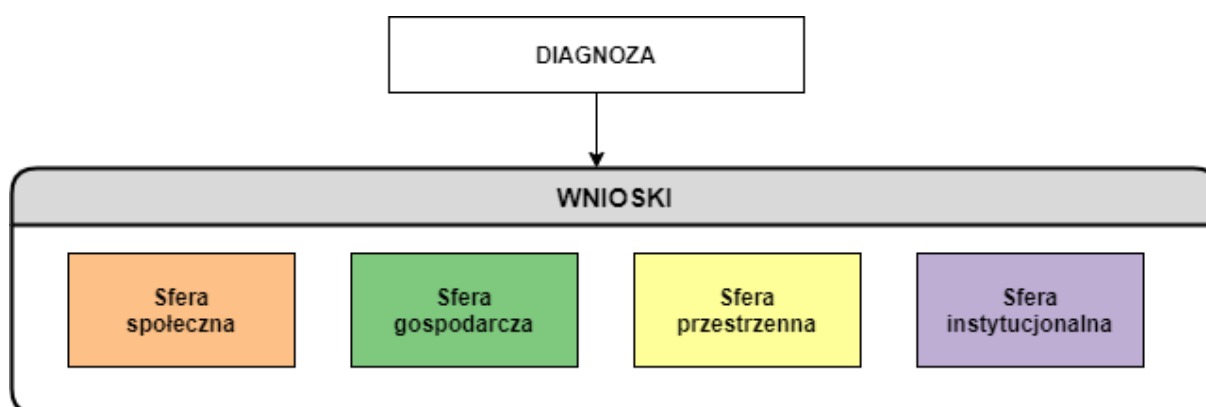 DIAGNOZA
WNIOSKI
Sfera
społeczna
Sfera
gospodarcza
Sfera
przestrzenna
Sfera
instytucjonalna